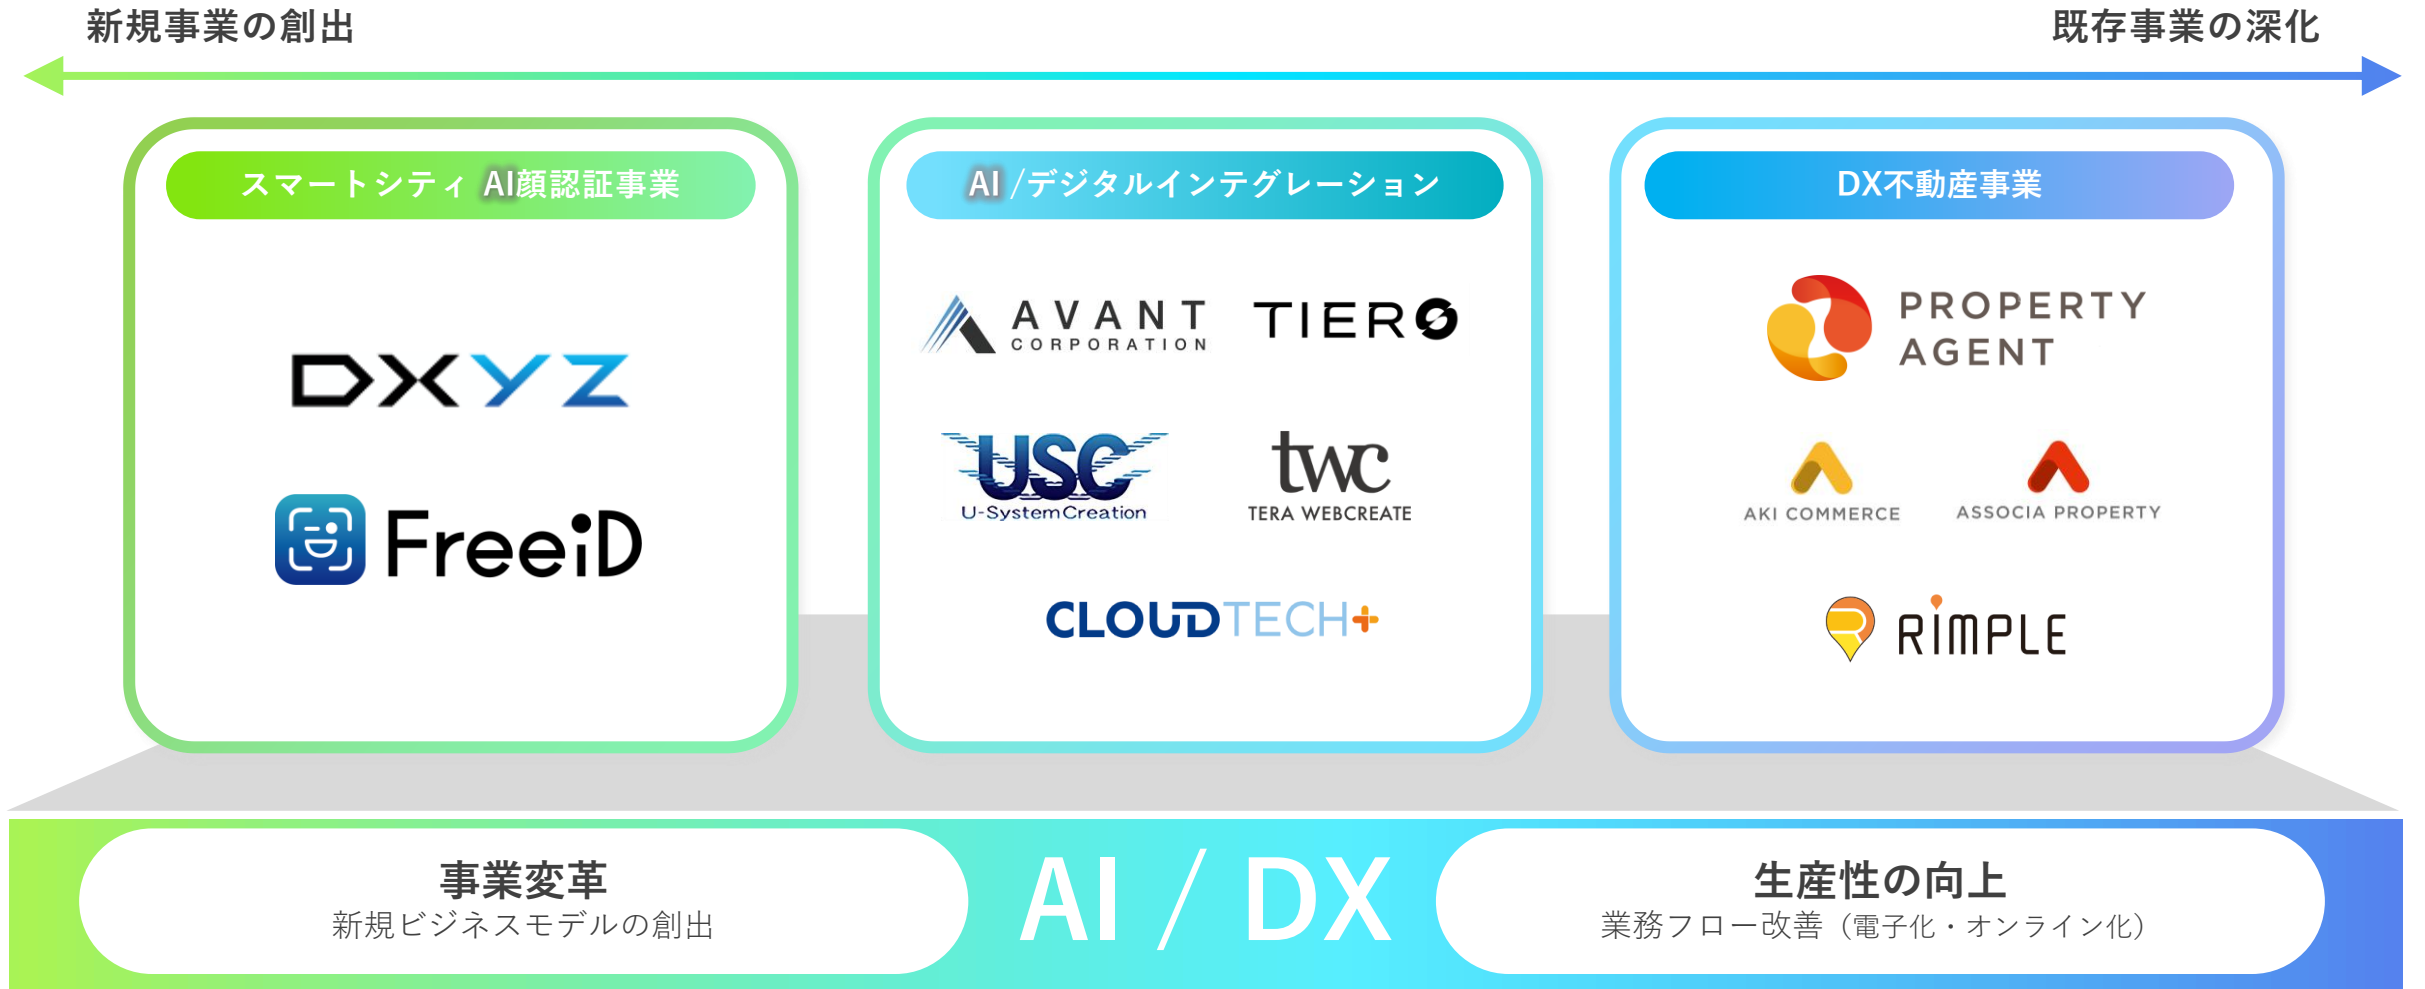 新規事業の創出
既存事業の深化
スマートシティ AI顔認証事業
DXYZ
FreeiD
AI /デジタルインテグレーション
AVANT
CORPORATION
TIERS
USC
U-SystemCreation
twc
TERA WEBCREATE
CLOUDTECH+
DX不動産事業
PROPERTY
AGENT
AKI COMMERCE
ASSOCIA PROPERTY
RIMPLE
事業変革
新規ビジネスモデルの創出
AI / DX
生産性の向上
業務フロー改善（電子化・オンライン化）